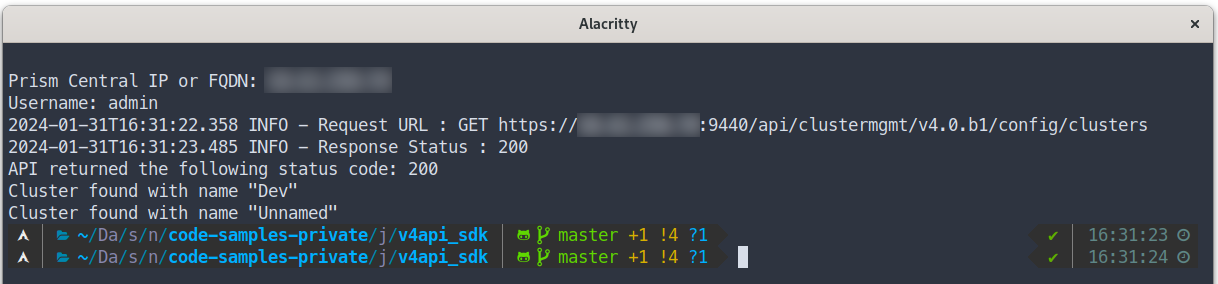 Alacritty
Prism Central IP or FQDN:
Username: admin
2024-01-31T16:31:22.358 INFO - Request URL : GET https:// :9440/api/clustermgmt/v4.0.b1/config/clusters
2024-01-31T16:31:23.485 INFO - Response Status : 200
API returned the following status code: 200
Cluster found with name "Dev"
Cluster found with name "Unnamed"
~/Da/s/n/code-samples-private/j/v4api_sdk master +1 !4 ?1 ✔ 16:31:23
~/Da/s/n/code-samples-private/j/v4api_sdk master +1 !4 ?1 ✔ 16:31:24